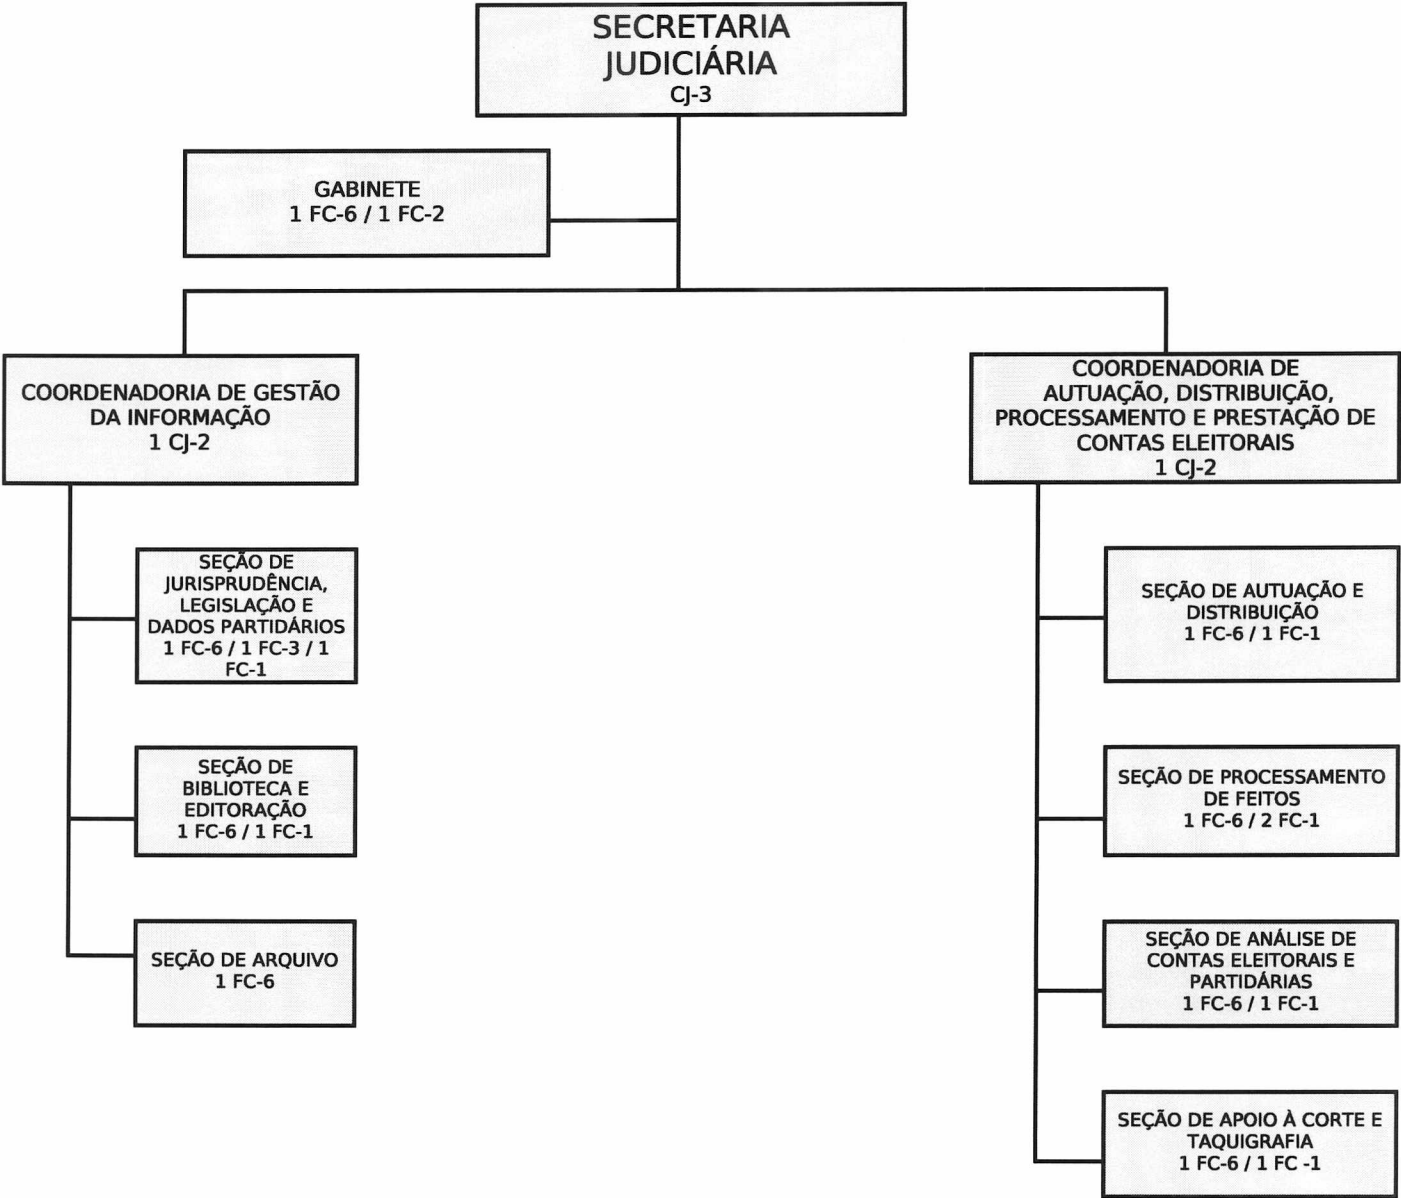 SECRETARIA
JUDICIÁRIA
CJ-3
GABINETE
1 FC-6 / 1 FC-2
COORDENADORIA DE GESTÃO
DA INFORMAÇÃO
1 CJ-2
SEÇÃO DE
JURISPRUDÊNCIA,
LEGISLAÇÃO E
DADOS PARTIDÁRIOS
1 FC-6 / 1 FC-3 / 1
FC-1
SEÇÃO DE
BIBLIOTECA E
EDITORAÇÃO
1 FC-6 / 1 FC-1
SEÇÃO DE ARQUIVO
1 FC-6
COORDENADORIA DE
AUTUAÇÃO, DISTRIBUIÇÃO,
PROCESSAMENTO E PRESTAÇÃO DE
CONTAS ELEITORAIS
1 CJ-2
SEÇÃO DE AUTUAÇÃO E
DISTRIBUIÇÃO
1 FC-6 / 1 FC-1
SEÇÃO DE PROCESSAMENTO
DE FEITOS
1 FC-6 / 2 FC-1
SEÇÃO DE ANÁLISE DE
CONTAS ELEITORAIS E
PARTIDÁRIAS
1 FC-6 / 1 FC-1
SEÇÃO DE APOIO À CORTE E
TAQUIGRAFIA
1 FC-6 / 1 FC -1